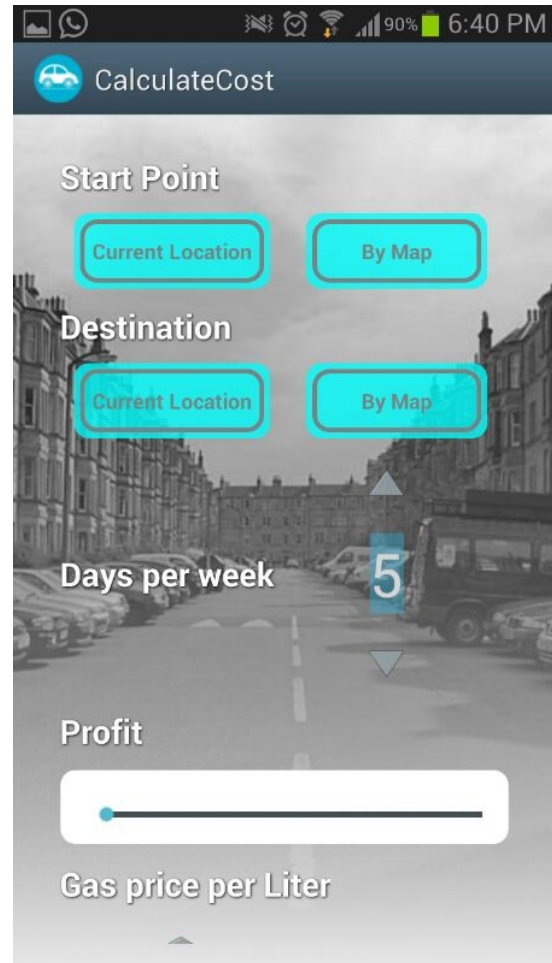 90% 6:40 PM
CalculateCost
Start Point
Current Location By Map
Destination
Current Location By Map
Days per week 5
Profit
Gas price per Liter